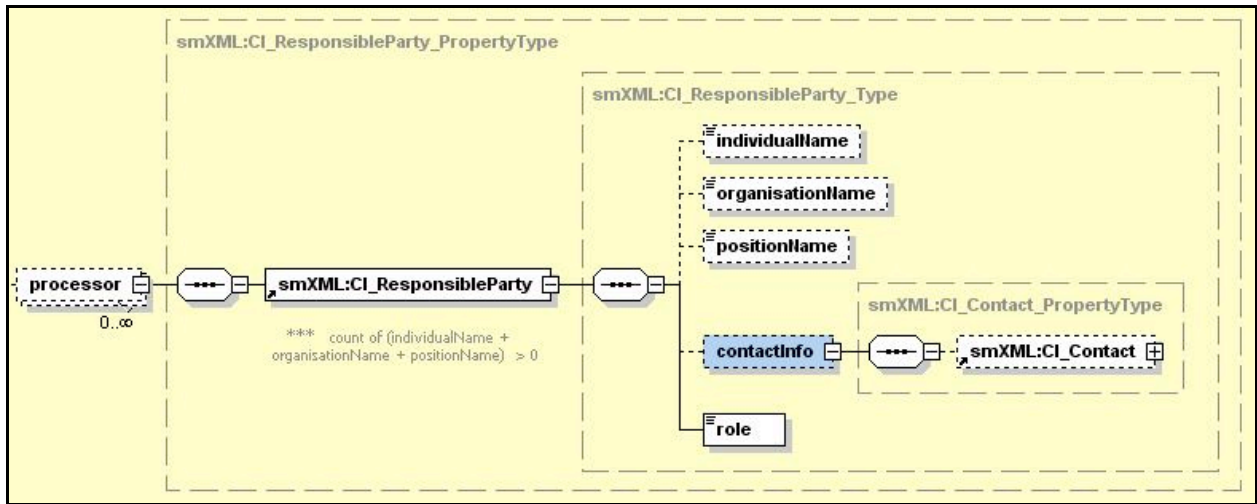 smXML:CI_ResponsibleParty_PropertyType
smXML:CI_ResponsibleParty_Type
individualName
organisationName
positionName
processor
0..∞
smXML:CI_ResponsibleParty
*** count of (individualName +
organisationName + positionName) > 0
smXML:CI_Contact_PropertyType
contactInfo
smXML:CI_Contact
role